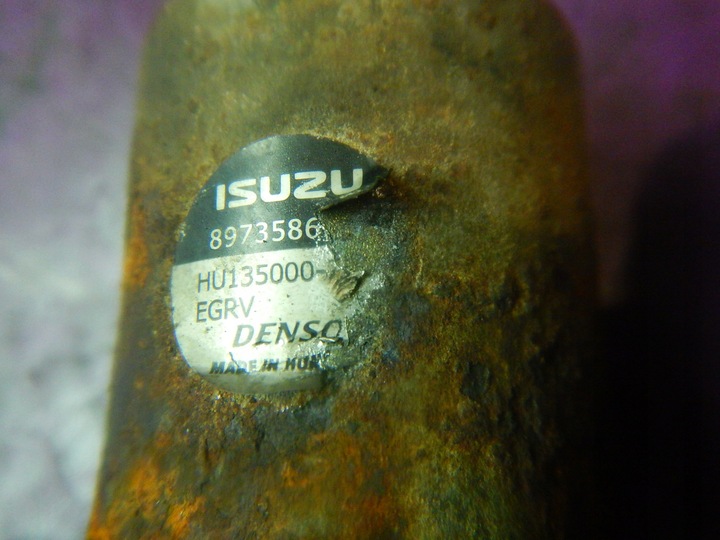 ISUZU
8973586
HU135000-
EGRV
DENSO
MADE IN HUN